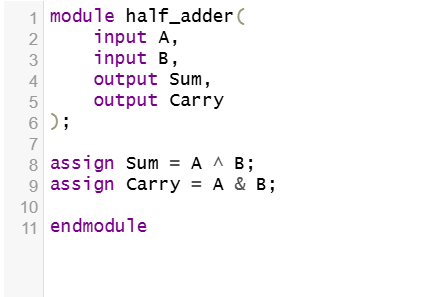 1 module half_adder(
2     input A,
3     input B,
4     output Sum,
5     output Carry
6 );
7
8 assign Sum = A ^ B;
9 assign Carry = A & B;
10
11 endmodule